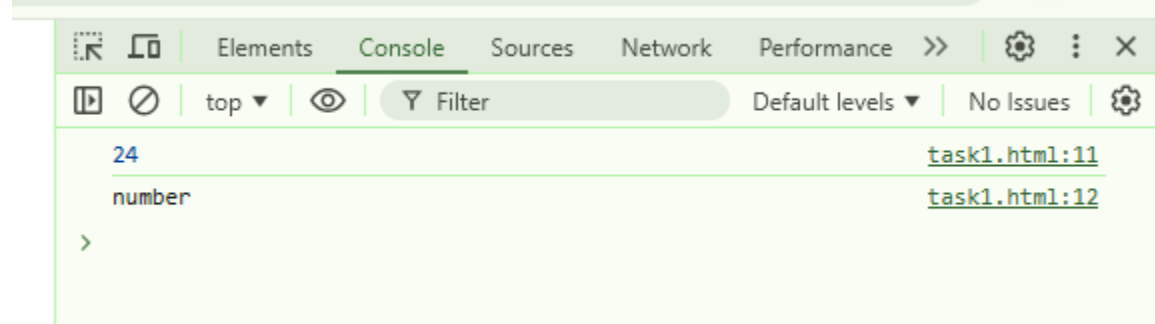 Elements Console Sources Network Performance
top Filter Default levels No Issues
24 task1.html:11
number task1.html:12